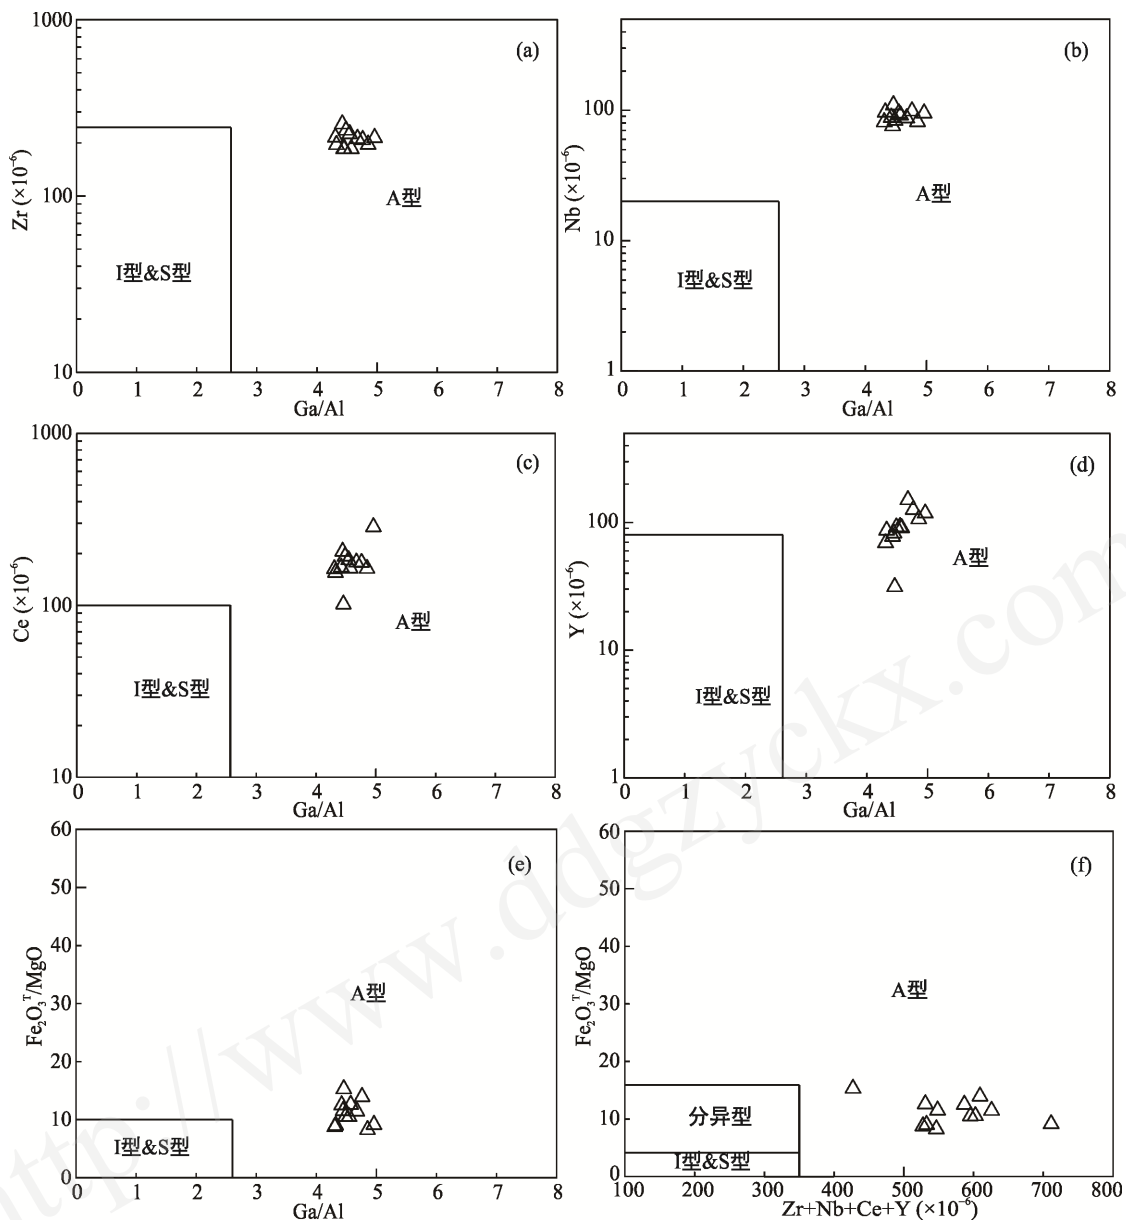 (a)
1000
100
10
Zr (×10⁻⁶)
A型
I型&S型
0 1 2 3 4 5 6 7 8
Ga/Al
(b)
100
10
1
Nb (×10⁻⁶)
A型
I型&S型
0 1 2 3 4 5 6 7 8
Ga/Al
(c)
1000
100
10
Ce (×10⁻⁶)
A型
I型&S型
0 1 2 3 4 5 6 7 8
Ga/Al
(d)
100
10
1
Y (×10⁻⁶)
A型
I型&S型
0 1 2 3 4 5 6 7 8
Ga/Al
(e)
60
50
40
30
20
10
0
Fe₂O₃ᵀ/MgO
A型
I型&S型
0 1 2 3 4 5 6 7 8
Ga/Al
(f)
60
50
40
30
20
10
0
Fe₂O₃ᵀ/MgO
A型
分异型
I型&S型
100 200 300 400 500 600 700 800
Zr+Nb+Ce+Y (×10⁻⁶)
http://www.ddgzyckx.com